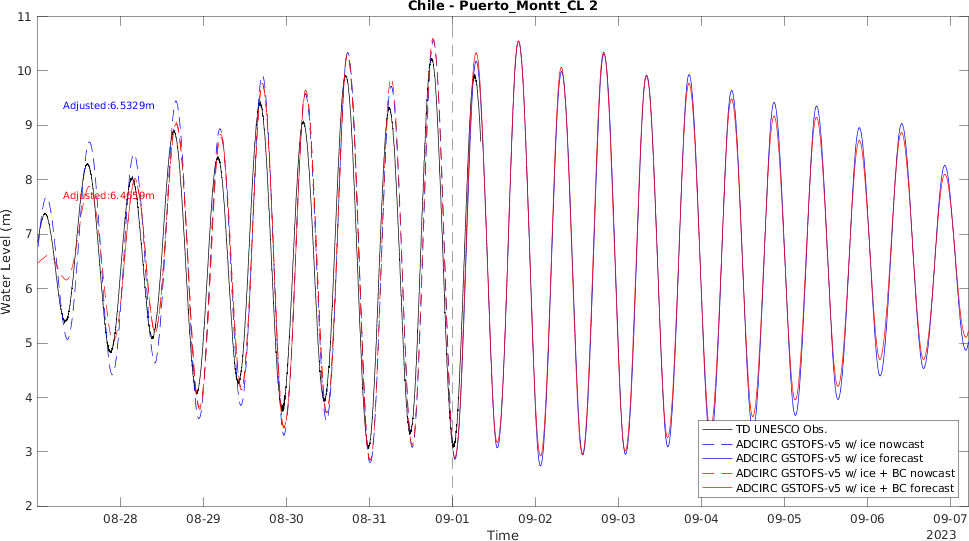 Chile - Puerto_Montt_CL 2
11
10
9
8
7
6
5
4
3
2
Water Level (m)
Adjusted:6.5329m
TD UNESCO Obs.
ADCIRC GSTOFS-v5 w/ ice nowcast
ADCIRC GSTOFS-v5 w/ ice forecast
ADCIRC GSTOFS-v5 w/ ice + BC nowcast
ADCIRC GSTOFS-v5 w/ ice + BC forecast
08-28
08-29
08-30
08-31
09-01
09-02
09-03
09-04
09-05
09-06
09-07
Time
2023